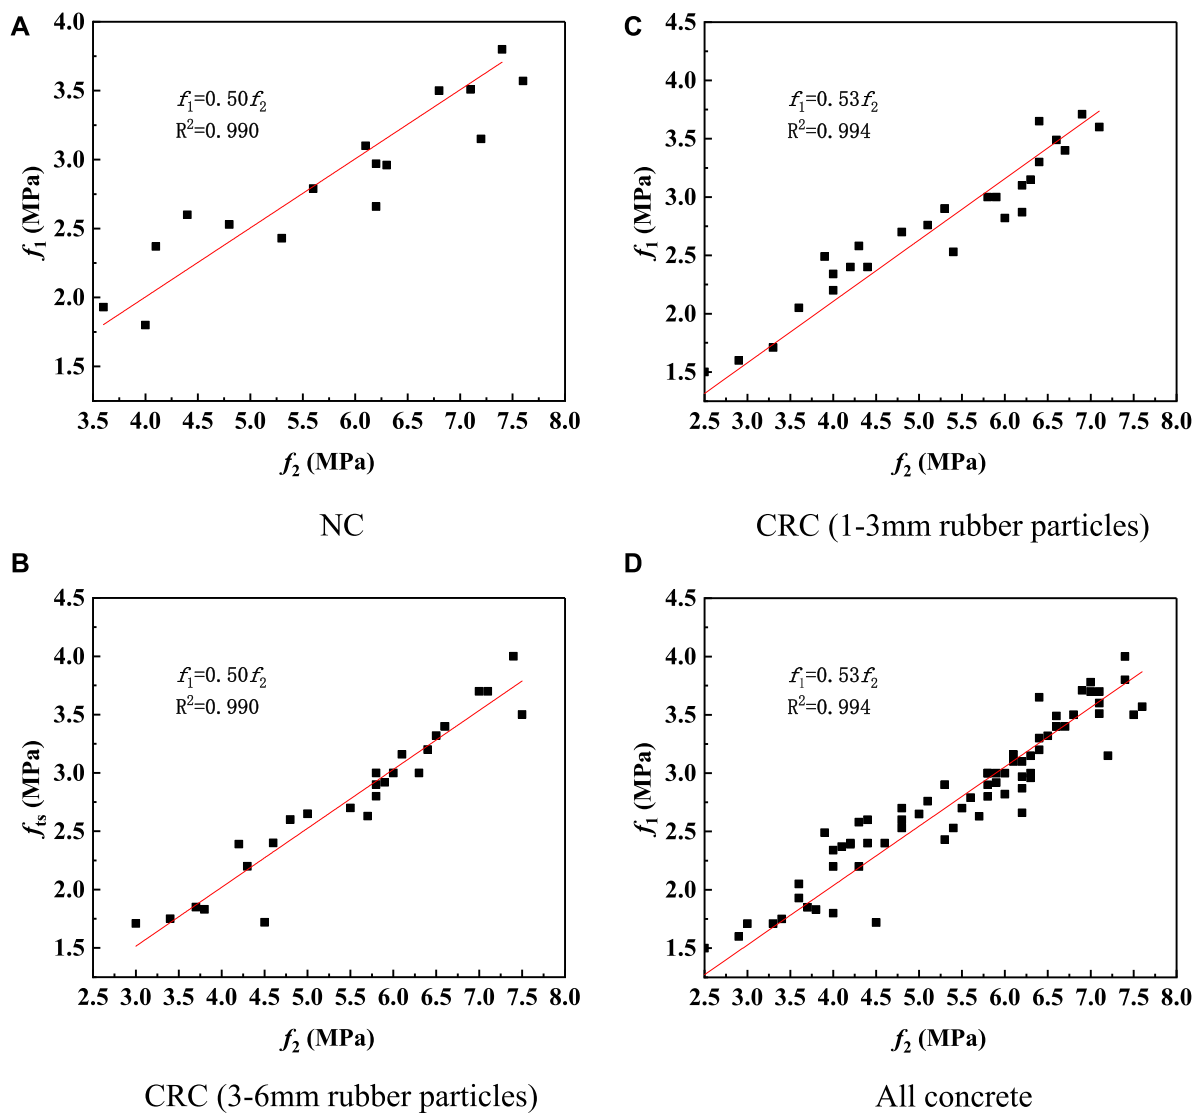 A
4.0
3.5
3.0
2.5
2.0
1.5
f₁ (MPa)
f₁=0.50f₂
R²=0.990
3.5 4.0 4.5 5.0 5.5 6.0 6.5 7.0 7.5 8.0
f₂ (MPa)
NC
C
4.5
4.0
3.5
3.0
2.5
2.0
1.5
f₁ (MPa)
f₁=0.53f₂
R²=0.994
2.5 3.0 3.5 4.0 4.5 5.0 5.5 6.0 6.5 7.0 7.5 8.0
f₂ (MPa)
CRC (1-3mm rubber particles)
B
4.5
4.0
3.5
3.0
2.5
2.0
1.5
fₜₛ (MPa)
f₁=0.50f₂
R²=0.990
2.5 3.0 3.5 4.0 4.5 5.0 5.5 6.0 6.5 7.0 7.5 8.0
f₂ (MPa)
CRC (3-6mm rubber particles)
D
4.5
4.0
3.5
3.0
2.5
2.0
1.5
f₁ (MPa)
f₁=0.53f₂
R²=0.994
2.5 3.0 3.5 4.0 4.5 5.0 5.5 6.0 6.5 7.0 7.5 8.0
f₂ (MPa)
All concrete